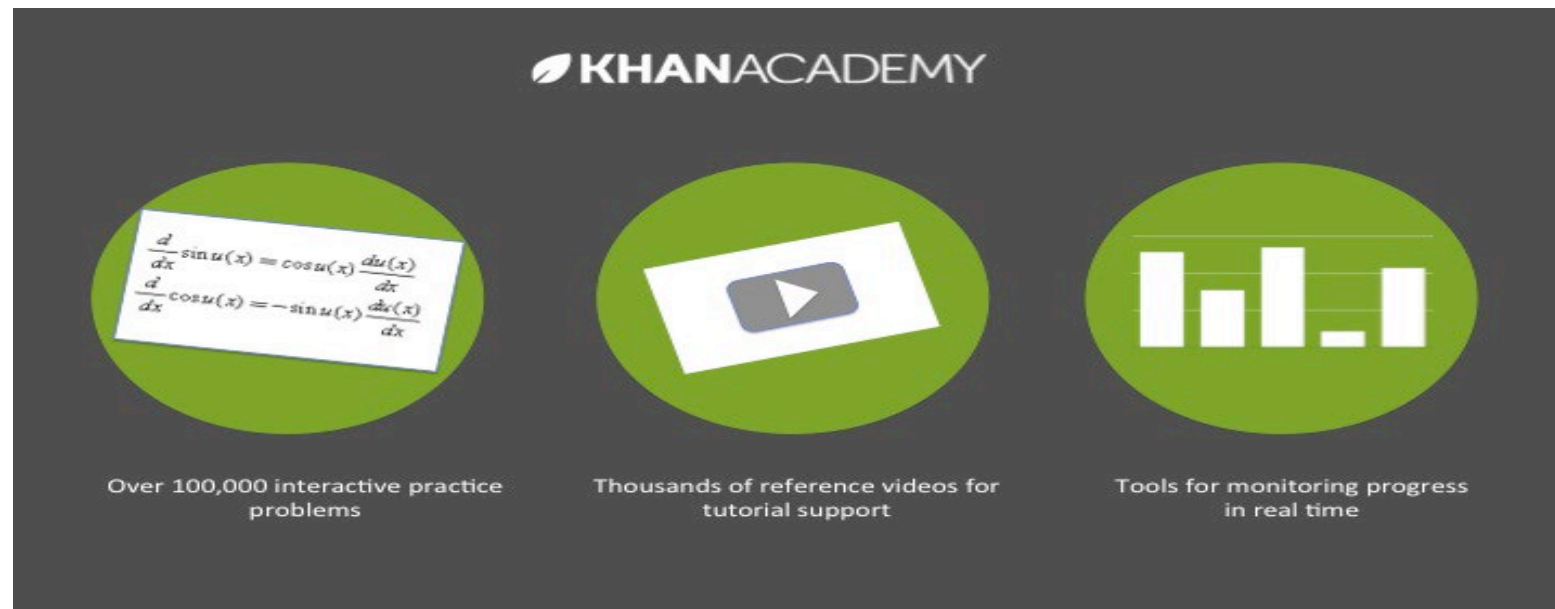 KHANACADEMY
d/dx sin u(x) = cos u(x) du(x)/dx
d/dx cos u(x) = − sin u(x) du(x)/dx
Over 100,000 interactive practice
problems
Thousands of reference videos for
tutorial support
Tools for monitoring progress
in real time